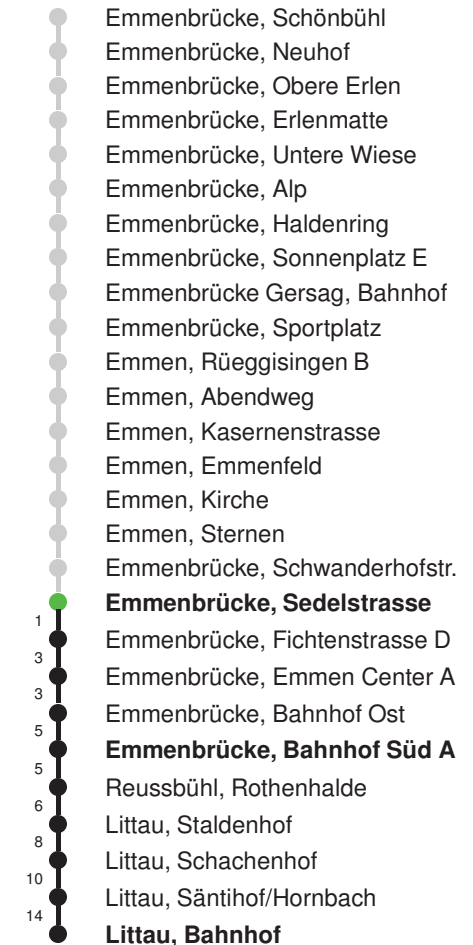 Emmenbrücke, Schönbühl
Emmenbrücke, Neuhof
Emmenbrücke, Obere Erlen
Emmenbrücke, Erlenmatte
Emmenbrücke, Untere Wiese
Emmenbrücke, Alp
Emmenbrücke, Haldenring
Emmenbrücke, Sonnenplatz E
Emmenbrücke Gersag, Bahnhof
Emmenbrücke, Sportplatz
Emmen, Rüeggisingen B
Emmen, Abendweg
Emmen, Kasernenstrasse
Emmen, Emmenfeld
Emmen, Kirche
Emmen, Sternen
Emmenbrücke, Schwanderhofstr.
Emmenbrücke, Sedelstrasse
1
Emmenbrücke, Fichtenstrasse D
3
Emmenbrücke, Emmen Center A
3
Emmenbrücke, Bahnhof Ost
5
Emmenbrücke, Bahnhof Süd A
5
Reussbühl, Rothenhalde
6
Littau, Staldenhof
8
Littau, Schachenhof
10
Littau, Säntihof/Hornbach
14
Littau, Bahnhof